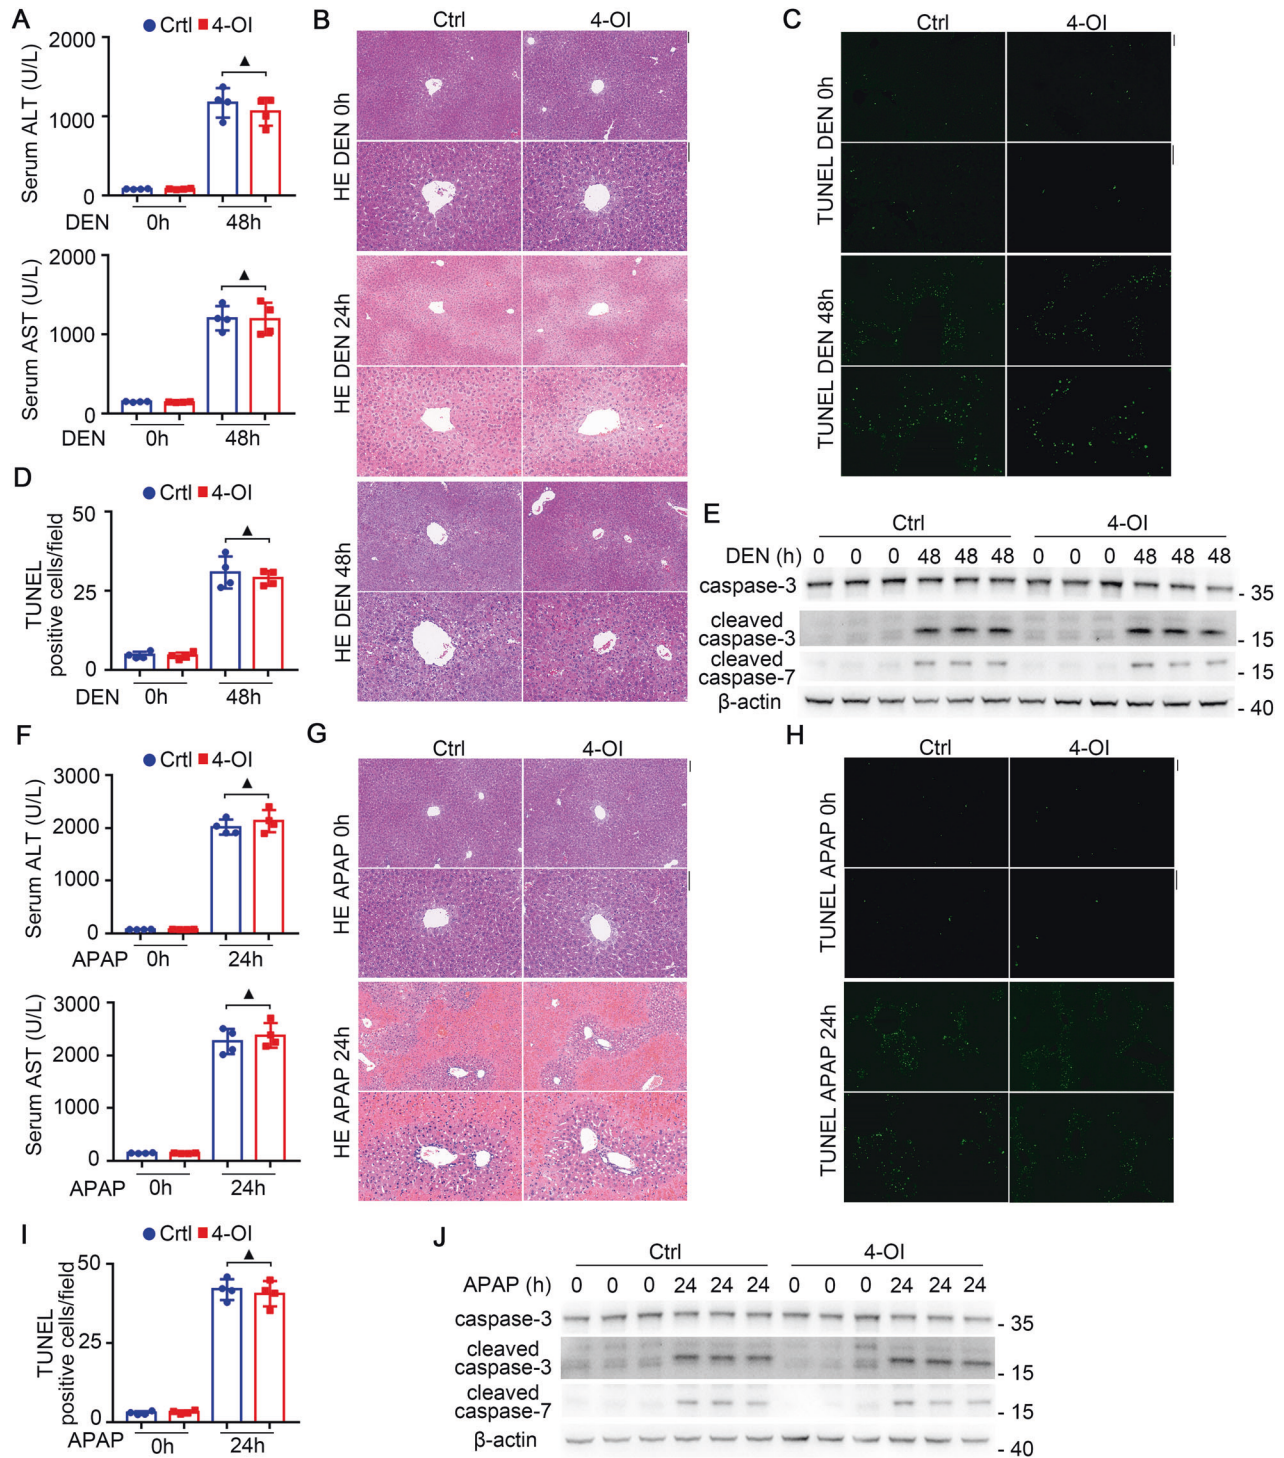 A
Crtl 4-OI
Serum ALT (U/L)
2000
1000
0
DEN 0h 48h
Serum AST (U/L)
2000
1000
0
DEN 0h 48h
B
Ctrl 4-OI
HE DEN 0h
HE DEN 24h
HE DEN 48h
C
Ctrl 4-OI
TUNEL DEN 0h
TUNEL DEN 48h
D
Crtl 4-OI
TUNEL
positive cells/field
50
25
0
DEN 0h 48h
E
Ctrl 4-OI
DEN (h) 0 0 0 48 48 48 0 0 0 48 48 48
caspase-3 - 35
cleaved
caspase-3 - 15
cleaved
caspase-7 - 15
β-actin - 40
F
Crtl 4-OI
Serum ALT (U/L)
3000
2000
1000
0
APAP 0h 24h
Serum AST (U/L)
3000
2000
1000
0
APAP 0h 24h
G
Ctrl 4-OI
HE APAP 0h
HE APAP 24h
H
Ctrl 4-OI
TUNEL APAP 0h
TUNEL APAP 24h
I
Crtl 4-OI
TUNEL
positive cells/field
50
25
0
APAP 0h 24h
J
Ctrl 4-OI
APAP (h) 0 0 0 24 24 24 0 0 0 24 24 24
caspase-3 - 35
cleaved
caspase-3 - 15
cleaved
caspase-7 - 15
β-actin - 40